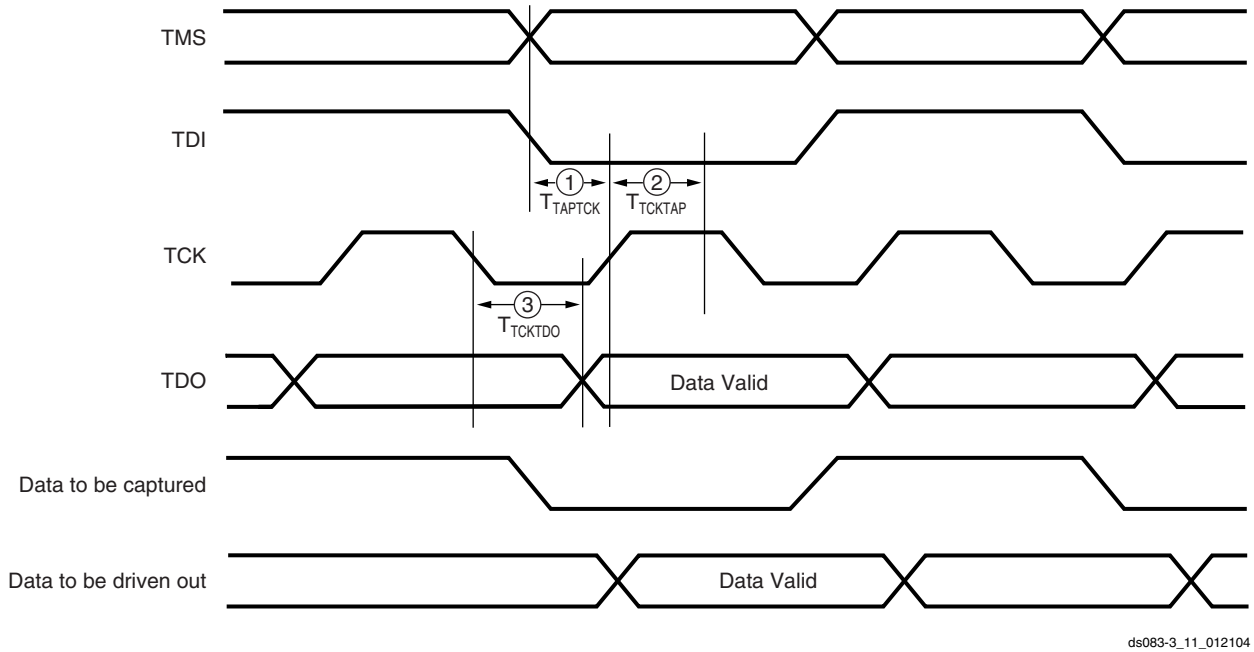 TMS
TDI
1 2
TTAPTCK TTCKTAP
TCK
3
TTCKTDO
TDO Data Valid
Data to be captured
Data to be driven out Data Valid
ds083-3_11_012104